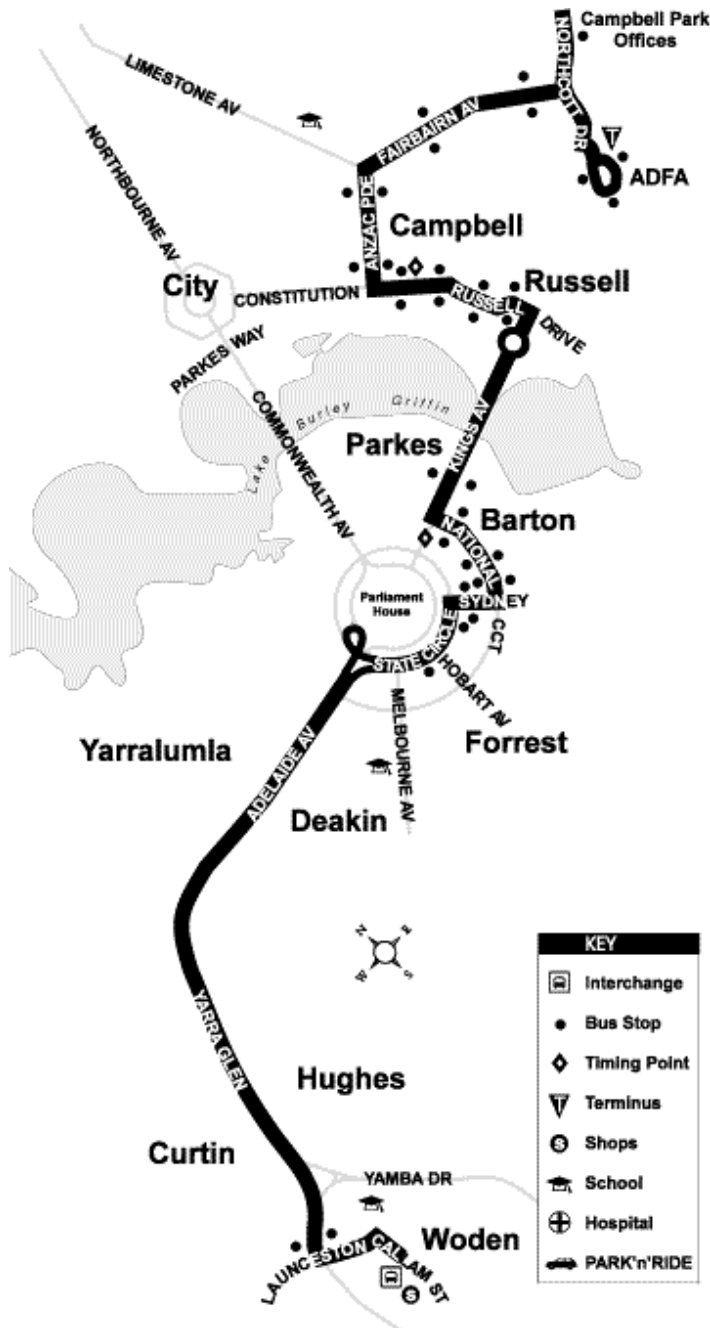 Campbell Park
Offices
NORTHCOTT DR
LIMESTONE AV
FAIRBAIRN AV
T
ADFA
NORTHBOURNE AV
ANZAC PDE
Campbell
City
CONSTITUTION
RUSSELL
Russell
DRIVE
PARKES WAY
COMMONWEALTH AV
Lake Burley Griffin
Parkes
KINGS AV
Barton
NATIONAL
Parliament
House
SYDNEY
CCT
STATE CIRCLE
HOBART AV
MELBOURNE AV
Forrest
Yarralumla
ADELAIDE AV
Deakin
N
E
W
S
YARRA GLEN
Hughes
Curtin
YAMBA DR
Woden
LAUNCESTON
CALLAM ST
S
KEY
Interchange
Bus Stop
Timing Point
T Terminus
S Shops
School
Hospital
PARK'n'RIDE